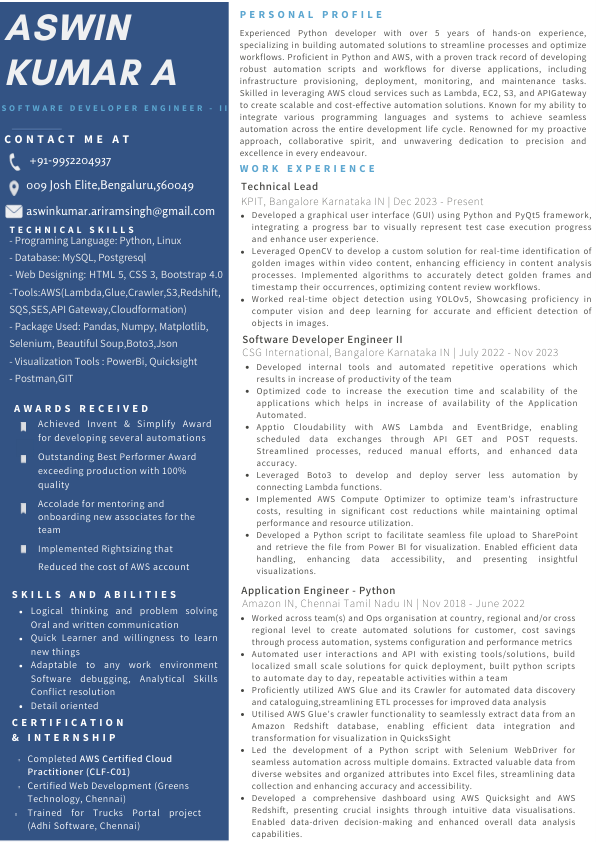 ASWIN
KUMAR A
SOFTWARE DEVELOPER ENGINEER - II
CONTACT ME AT
+91-9952204937
009 Josh Elite,Bengaluru,560049
aswinkumar.ariramsingh@gmail.com
TECHNICAL SKILLS
- Programing Language: Python, Linux
- Database: MySQL, Postgresql
- Web Designing: HTML 5, CSS 3, Bootstrap 4.0
-Tools:AWS(Lambda,Glue,Crawler,S3,Redshift,
SQS,SES,API Gateway,Cloudformation)
- Package Used: Pandas, Numpy, Matplotlib,
Selenium, Beautiful Soup,Boto3,Json
- Visualization Tools : PowerBi, Quicksight
- Postman,GIT
AWARDS RECEIVED
Achieved Invent & Simplify Award
for developing several automations
Outstanding Best Performer Award
exceeding production with 100%
quality
Accolade for mentoring and
onboarding new associates for the
team
Implemented Rightsizing that
Reduced the cost of AWS account
SKILLS AND ABILITIES
• Logical thinking and problem solving
Oral and written communication
• Quick Learner and willingness to learn
new things
• Adaptable to any work environment
Software debugging, Analytical Skills
Conflict resolution
• Detail oriented
CERTIFICATION
& INTERNSHIP
Completed AWS Certified Cloud
Practitioner (CLF-C01)
Certified Web Development (Greens
Technology, Chennai)
Trained for Trucks Portal project
(Adhi Software, Chennai)
PERSONAL PROFILE
Experienced Python developer with over 5 years of hands-on experience,
specializing in building automated solutions to streamline processes and optimize
workflows. Proficient in Python and AWS, with a proven track record of developing
robust automation scripts and workflows for diverse applications, including
infrastructure provisioning, deployment, monitoring, and maintenance tasks.
Skilled in leveraging AWS cloud services such as Lambda, EC2, S3, and APIGateway
to create scalable and cost-effective automation solutions. Known for my ability to
integrate various programming languages and systems to achieve seamless
automation across the entire development life cycle. Renowned for my proactive
approach, collaborative spirit, and unwavering dedication to precision and
excellence in every endeavour.
WORK EXPERIENCE
Technical Lead
KPIT, Bangalore Karnataka IN | Dec 2023 - Present
• Developed a graphical user interface (GUI) using Python and PyQt5 framework,
integrating a progress bar to visually represent test case execution progress
and enhance user experience.
• Leveraged OpenCV to develop a custom solution for real-time identification of
golden images within video content, enhancing efficiency in content analysis
processes. Implemented algorithms to accurately detect golden frames and
timestamp their occurrences, optimizing content review workflows.
• Worked real-time object detection using YOLOv5, Showcasing proficiency in
computer vision and deep learning for accurate and efficient detection of
objects in images.
Software Developer Engineer II
CSG International, Bangalore Karnataka IN | July 2022 - Nov 2023
• Developed internal tools and automated repetitive operations which
results in increase of productivity of the team
• Optimized code to increase the execution time and scalability of the
applications which helps in increase of availability of the Application
Automated.
• Apptio Cloudability with AWS Lambda and EventBridge, enabling
scheduled data exchanges through API GET and POST requests.
Streamlined processes, reduced manual efforts, and enhanced data
accuracy.
• Leveraged Boto3 to develop and deploy server less automation by
connecting Lambda functions.
• Implemented AWS Compute Optimizer to optimize team's infrastructure
costs, resulting in significant cost reductions while maintaining optimal
performance and resource utilization.
• Developed a Python script to facilitate seamless file upload to SharePoint
and retrieve the file from Power BI for visualization. Enabled efficient data
handling, enhancing data accessibility, and presenting insightful
visualizations.
Application Engineer - Python
Amazon IN, Chennai Tamil Nadu IN | Nov 2018 - June 2022
• Worked across team(s) and Ops organisation at country, regional and/or cross
regional level to create automated solutions for customer, cost savings
through process automation, systems configuration and performance metrics
• Automated user interactions and API with existing tools/solutions, build
localized small scale solutions for quick deployment, built python scripts
to automate day to day, repeatable activities within a team
• Proficiently utilized AWS Glue and its Crawler for automated data discovery
and cataloguing,streamlining ETL processes for improved data analysis
• Utilised AWS Glue's crawler functionality to seamlessly extract data from an
Amazon Redshift database, enabling efficient data integration and
transformation for visualization in QuicksSight
• Led the development of a Python script with Selenium WebDriver for
seamless automation across multiple domains. Extracted valuable data from
diverse websites and organized attributes into Excel files, streamlining data
collection and enhancing accuracy and accessibility.
• Developed a comprehensive dashboard using AWS Quicksight and AWS
Redshift, presenting crucial insights through intuitive data visualisations.
Enabled data-driven decision-making and enhanced overall data analysis
capabilities.